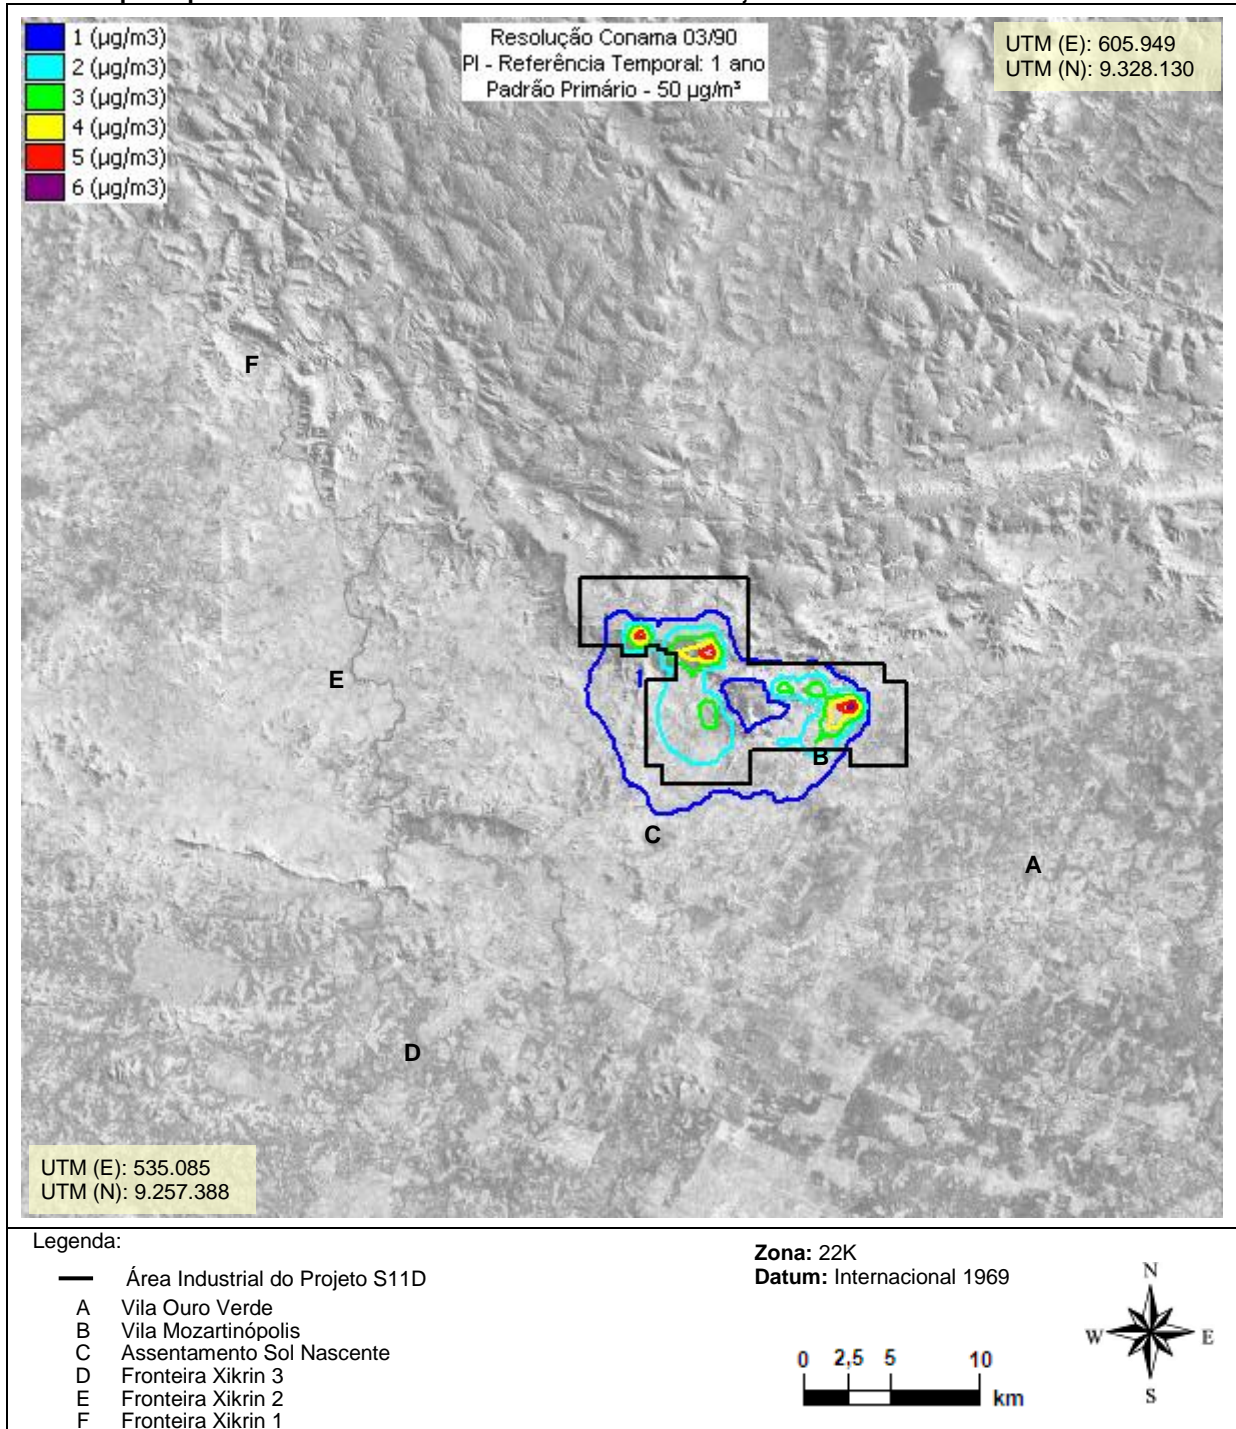 1 (µg/m3)
2 (µg/m3)
3 (µg/m3)
4 (µg/m3)
5 (µg/m3)
6 (µg/m3)
Resolução Conama 03/90
PI - Referência Temporal: 1 ano
Padrão Primário - 50 µg/m³
UTM (E): 605.949
UTM (N): 9.328.130
F
E
1
B
C
A
D
UTM (E): 535.085
UTM (N): 9.257.388
Legenda:
Área Industrial do Projeto S11D
A Vila Ouro Verde
B Vila Mozartinópolis
C Assentamento Sol Nascente
D Fronteira Xikrin 3
E Fronteira Xikrin 2
F Fronteira Xikrin 1
Zona: 22K
Datum: Internacional 1969
0 2,5 5 10
km
N
W E
S